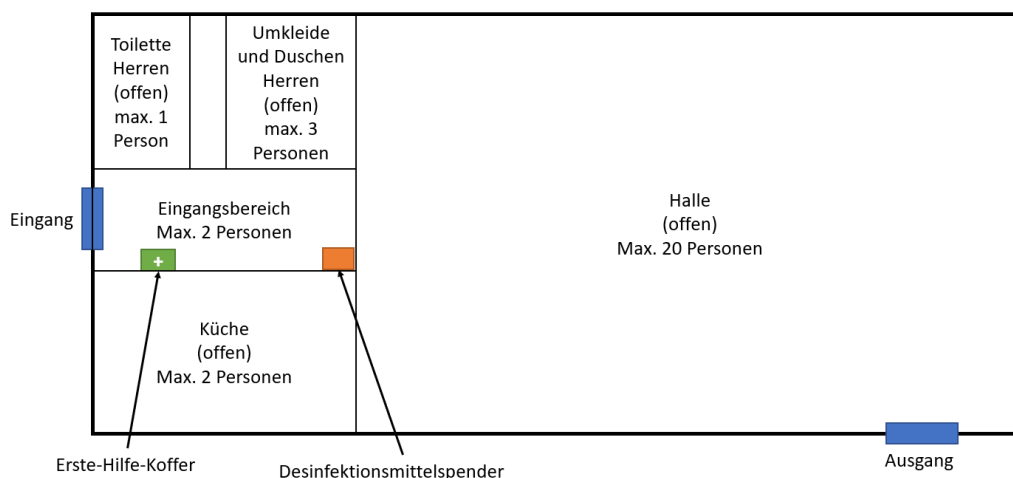 Toilette
Herren
(offen)
max. 1
Person
Umkleide
und Duschen
Herren
(offen)
max. 3
Personen
Eingang
Eingangsbereich
Max. 2 Personen
+
Halle
(offen)
Max. 20 Personen
Küche
(offen)
Max. 2 Personen
Erste-Hilfe-Koffer
Desinfektionsmittelspender
Ausgang